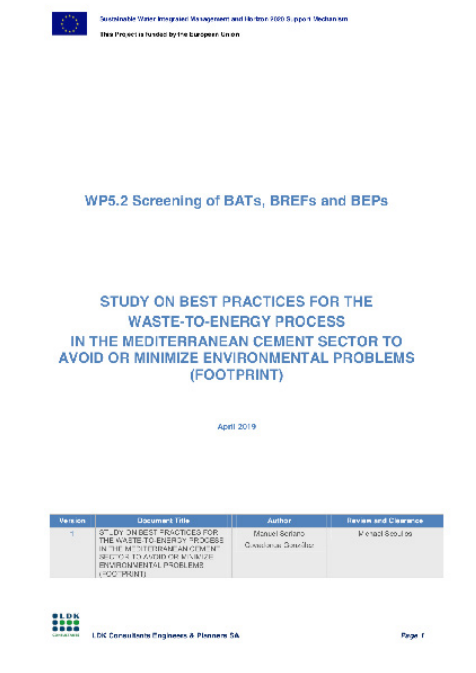 Sustainable Water Integrated Management and Horizon 2020 Support Mechanism
This Project is funded by the European Union
WP5.2 Screening of BATs, BREFs and BEPs
STUDY ON BEST PRACTICES FOR THE
WASTE-TO-ENERGY PROCESS
IN THE MEDITERRANEAN CEMENT SECTOR TO
AVOID OR MINIMIZE ENVIRONMENTAL PROBLEMS
(FOOTPRINT)
April 2019
Version Document Title Author Review and Clearance
1 STUDY ON BEST PRACTICES FOR Manuel Soriano Michael Scoullos
THE WASTE-TO-ENERGY PROCESS
IN THE MEDITERRANEAN CEMENT Covadonga González
SECTOR TO AVOID OR MINIMIZE
ENVIRONMENTAL PROBLEMS
(FOOTPRINT)
LDK
CONSULTANTS
LDK Consultants Engineers & Planners SA Page 1